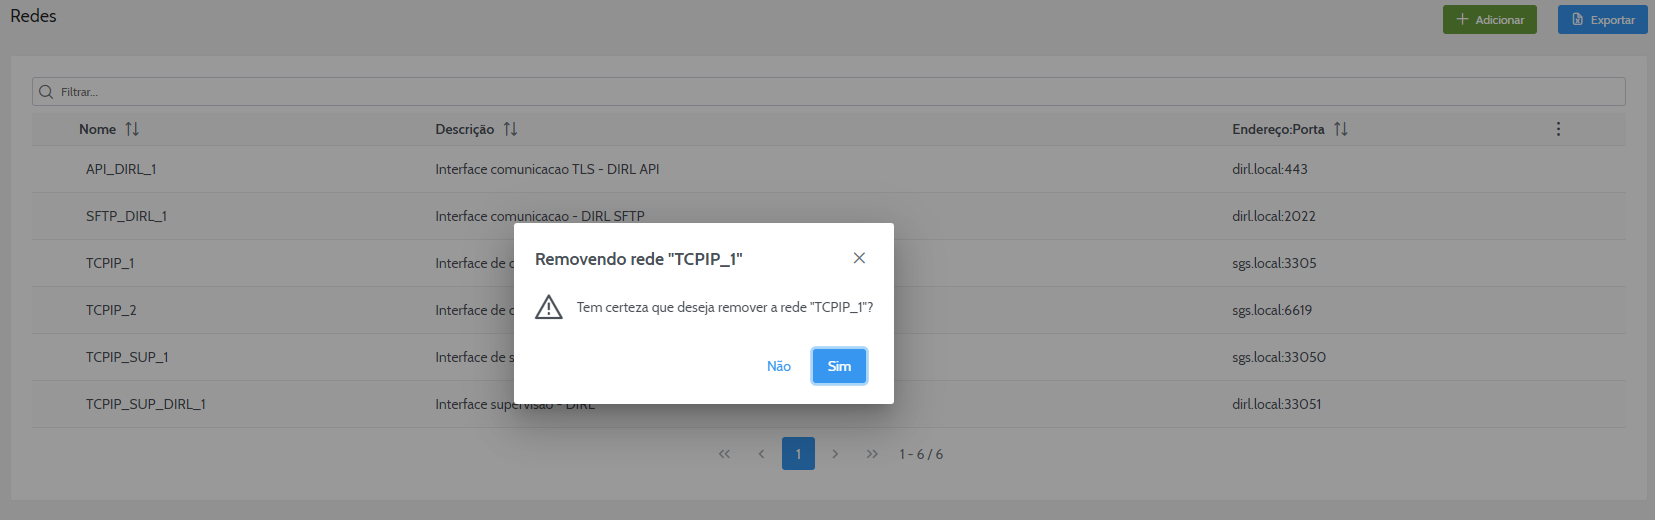 Redes
Adicionar
Exportar
Filtrar...
Nome Descrição Endereço:Porta
API_DIRL_1 Interface comunicacao TLS - DIRL API dirl.local:443
SFTP_DIRL_1 Interface comunicacao - DIRL SFTP dirl.local:2022
TCPIP_1 Interface de sgs.local:3305
TCPIP_2 Interface de sgs.local:6619
TCPIP_SUP_1 Interface de sgs.local:33050
TCPIP_SUP_DIRL_1 Interface supervisao - DIRL dirl.local:33051
Removendo rede "TCPIP_1"
Tem certeza que deseja remover a rede "TCPIP_1"?
Não Sim
1 1 - 6 / 6